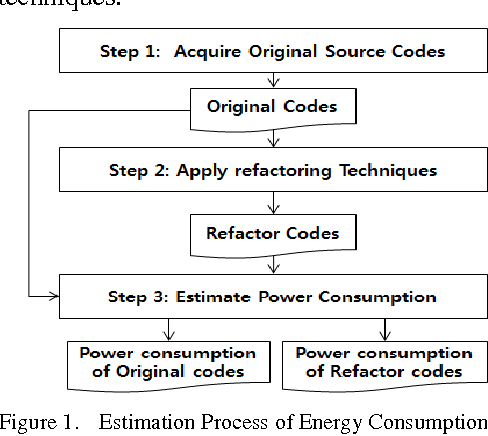 techniques.
Step 1: Acquire Original Source Codes
Original Codes
Step 2: Apply refactoring Techniques
Refactor Codes
Step 3: Estimate Power Consumption
Power consumption
of Original codes
Power consumption
of Refactor codes
Figure 1. Estimation Process of Energy Consumption